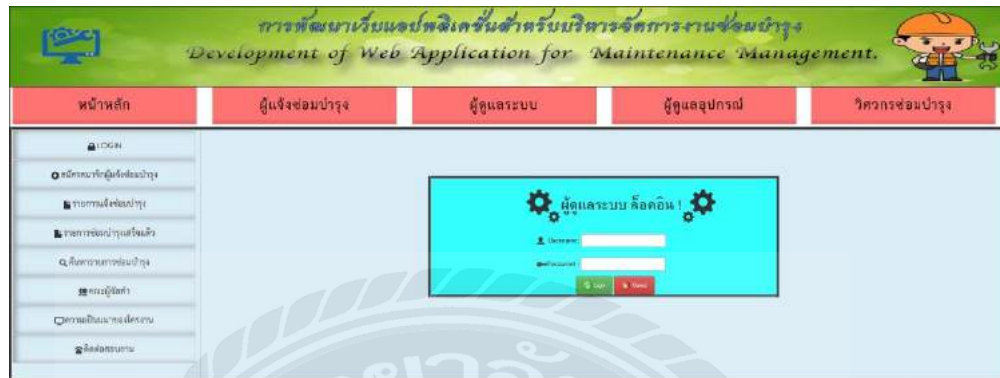 การพัฒนาเว็บแอปพลิเคชั่นสำหรับบริหารจัดการงานซ่อมบำรุง
Development of Web Application for Maintenance Management.
หน้าหลัก
ผู้แจ้งซ่อมบำรุง
ผู้ดูแลระบบ
ผู้ดูแลอุปกรณ์
วิศวกรซ่อมบำรุง
LOGIN
สมัครสมาชิกผู้แจ้งซ่อมบำรุง
รายการแจ้งซ่อมบำรุง
รายการซ่อมบำรุงเสร็จแล้ว
ค้นหารายการซ่อมบำรุง
คณะผู้จัดทำ
ความเป็นมาของโครงงาน
ติดต่อสอบถาม
ผู้ดูแลระบบ ล็อคอิน !
Username:
Password :
Login